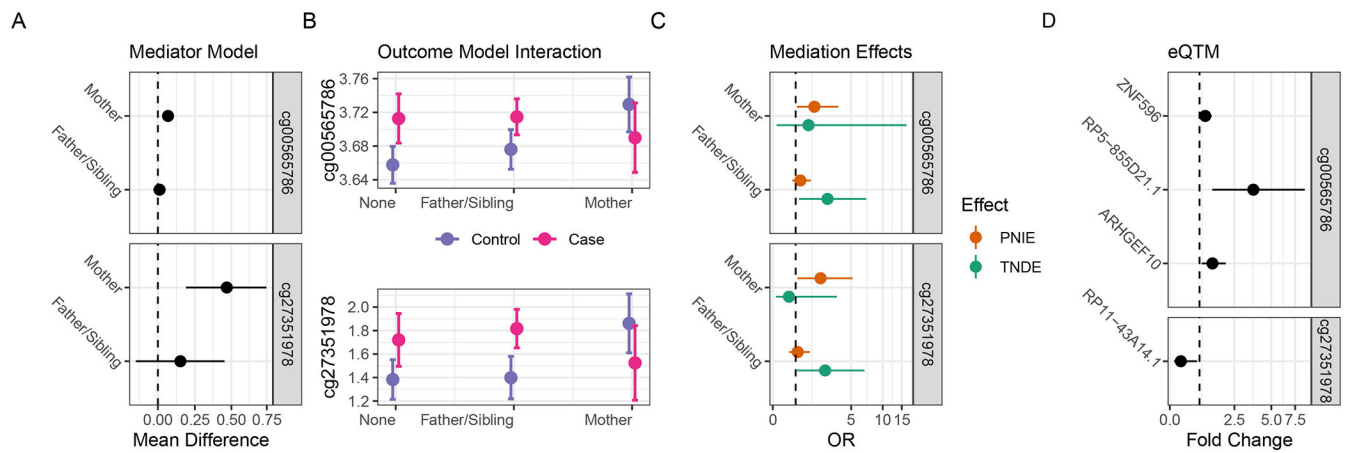 A
Mediator Model
Mother
Father/Sibling
cg00565786
Mother
Father/Sibling
cg27351978
0.00 0.25 0.50 0.75
Mean Difference
B
Outcome Model Interaction
cg00565786
3.76
3.72
3.68
3.64
None Father/Sibling Mother
Control Case
cg27351978
2.0
1.8
1.6
1.4
1.2
None Father/Sibling Mother
C
Mediation Effects
Mother
Father/Sibling
cg00565786
Mother
Father/Sibling
cg27351978
0 5 10 15
OR
Effect
PNIE
TNDE
D
eQTM
ZNF596
RP5−855D21.1
ARHGEF10
cg00565786
RP11−43A14.1
cg27351978
0.0 2.5 5.0 7.5
Fold Change